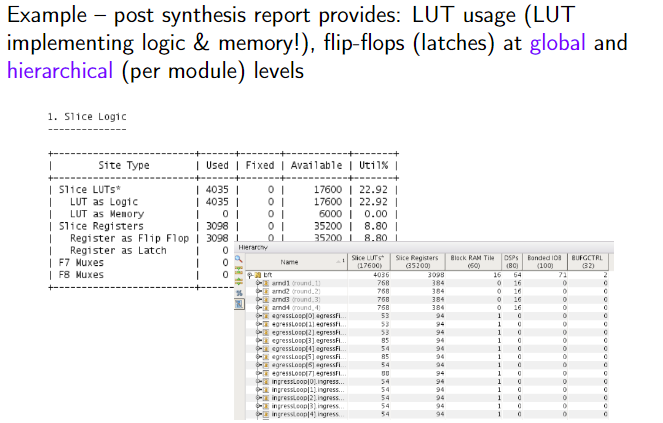 Example – post synthesis report provides: LUT usage (LUT
implementing logic & memory!), flip-flops (latches) at global and
hierarchical (per module) levels
1. Slice Logic
--------------
| Site Type | Used | Fixed | Available | Util% |
| Slice LUTs* | 4035 | 0 | 17600 | 22.92 |
| LUT as Logic | 4035 | 0 | 17600 | 22.92 |
| LUT as Memory | 0 | 0 | 6000 | 0.00 |
| Slice Registers | 3098 | 0 | 35200 | 8.80 |
| Register as Flip Flop | 3098 | 0 | 35200 | 8.80 |
| Register as Latch | 0
| F7 Muxes | 0
| F8 Muxes | 0
Hierarchy
Name Slice LUTs* (17600) Slice Registers (35200) Block RAM Tile (60) DSPs (80) Bonded IOB (100) BUFGCTRL (32)
bft 4036 3098 16 64 71 2
arnd1 (round_1) 768 384 0 16 0 0
arnd2 (round_2) 768 384 0 16 0 0
arnd3 (round_3) 768 384 0 16 0 0
arnd4 (round_4) 768 384 0 16 0 0
egressLoop[0].egressFi... 53 94 1 0 0 0
egressLoop[1].egressFi... 53 94 1 0 0 0
egressLoop[2].egressFi... 53 94 1 0 0 0
egressLoop[3].egressFi... 85 94 1 0 0 0
egressLoop[4].egressFi... 54 94 1 0 0 0
egressLoop[5].egressFi... 85 94 1 0 0 0
egressLoop[6].egressFi... 54 94 1 0 0 0
egressLoop[7].egressFi... 88 94 1 0 0 0
ingressLoop[0].ingress... 54 94 1 0 0 0
ingressLoop[1].ingress... 54 94 1 0 0 0
ingressLoop[2].ingress... 54 94 1 0 0 0
ingressLoop[3].ingress... 54 94 1 0 0 0
ingressLoop[4].ingress... 54 94 1 0 0 0